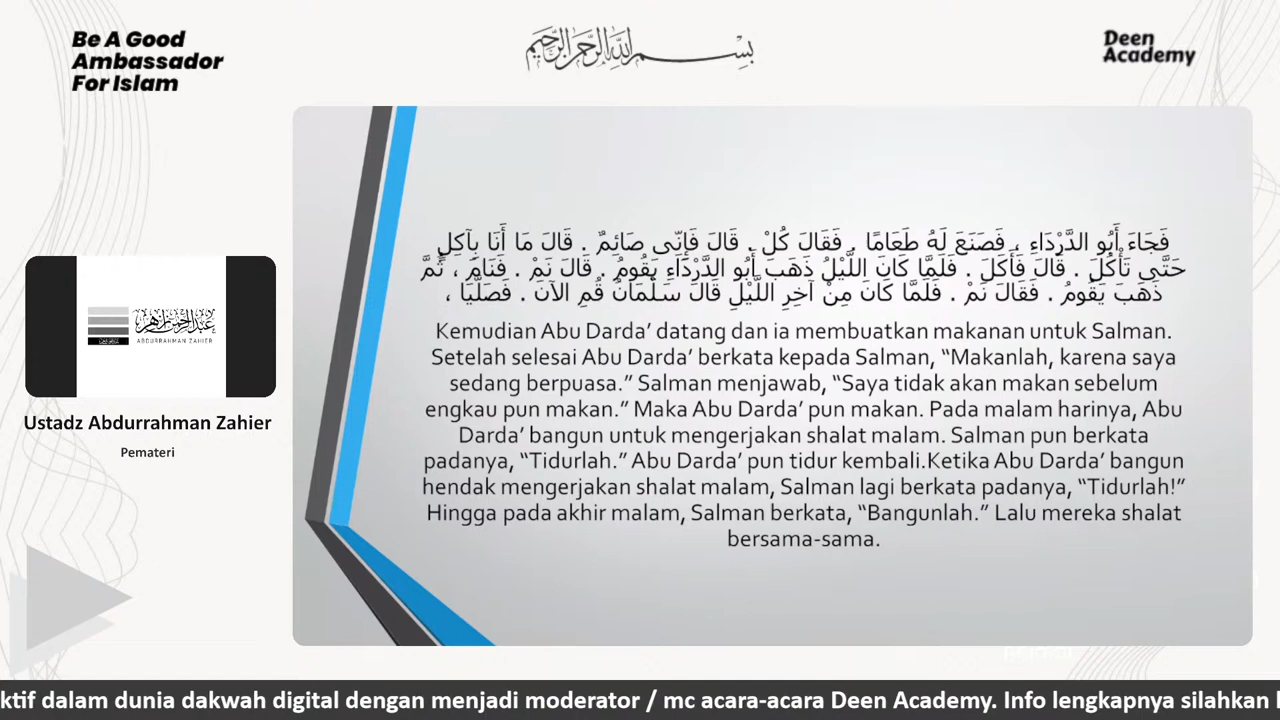 Be A Good
Ambassador
For Islam
بِسْمِ اللَّهِ الرَّحْمَنِ الرَّحِيمِ
Deen
Academy
فَجَاءَ أَبُو الدَّرْدَاءِ ، فَصَنَعَ لَهُ طَعَامًا . فَقَالَ كُلْ . قَالَ فَإِنِّى صَائِمٌ . قَالَ مَا أَنَا بِآكِلٍ
حَتَّى تَأْكُلَ . قَالَ فَأَكَلَ . فَلَمَّا كَانَ اللَّيْلُ ذَهَبَ أَبُو الدَّرْدَاءِ يَقُومُ . قَالَ نَمْ . فَنَامَ ، ثُمَّ
ذَهَبَ يَقُومُ . فَقَالَ نَمْ . فَلَمَّا كَانَ مِنْ آخِرِ اللَّيْلِ قَالَ سَلْمَانُ قُمِ الآنَ . فَصَلَّيَا ،
Kemudian Abu Darda’ datang dan ia membuatkan makanan untuk Salman.
Setelah selesai Abu Darda’ berkata kepada Salman, “Makanlah, karena saya
sedang berpuasa.” Salman menjawab, “Saya tidak akan makan sebelum
engkau pun makan.” Maka Abu Darda’ pun makan. Pada malam harinya, Abu
Darda’ bangun untuk mengerjakan shalat malam. Salman pun berkata
padanya, “Tidurlah.” Abu Darda’ pun tidur kembali.Ketika Abu Darda’ bangun
hendak mengerjakan shalat malam, Salman lagi berkata padanya, “Tidurlah!”
Hingga pada akhir malam, Salman berkata, “Bangunlah.” Lalu mereka shalat
bersama-sama.
ABDURRAHMAN ZAHIER
Ustadz Abdurrahman Zahier
Pemateri
ktif dalam dunia dakwah digital dengan menjadi moderator / mc acara-acara Deen Academy. Info lengkapnya silahkan